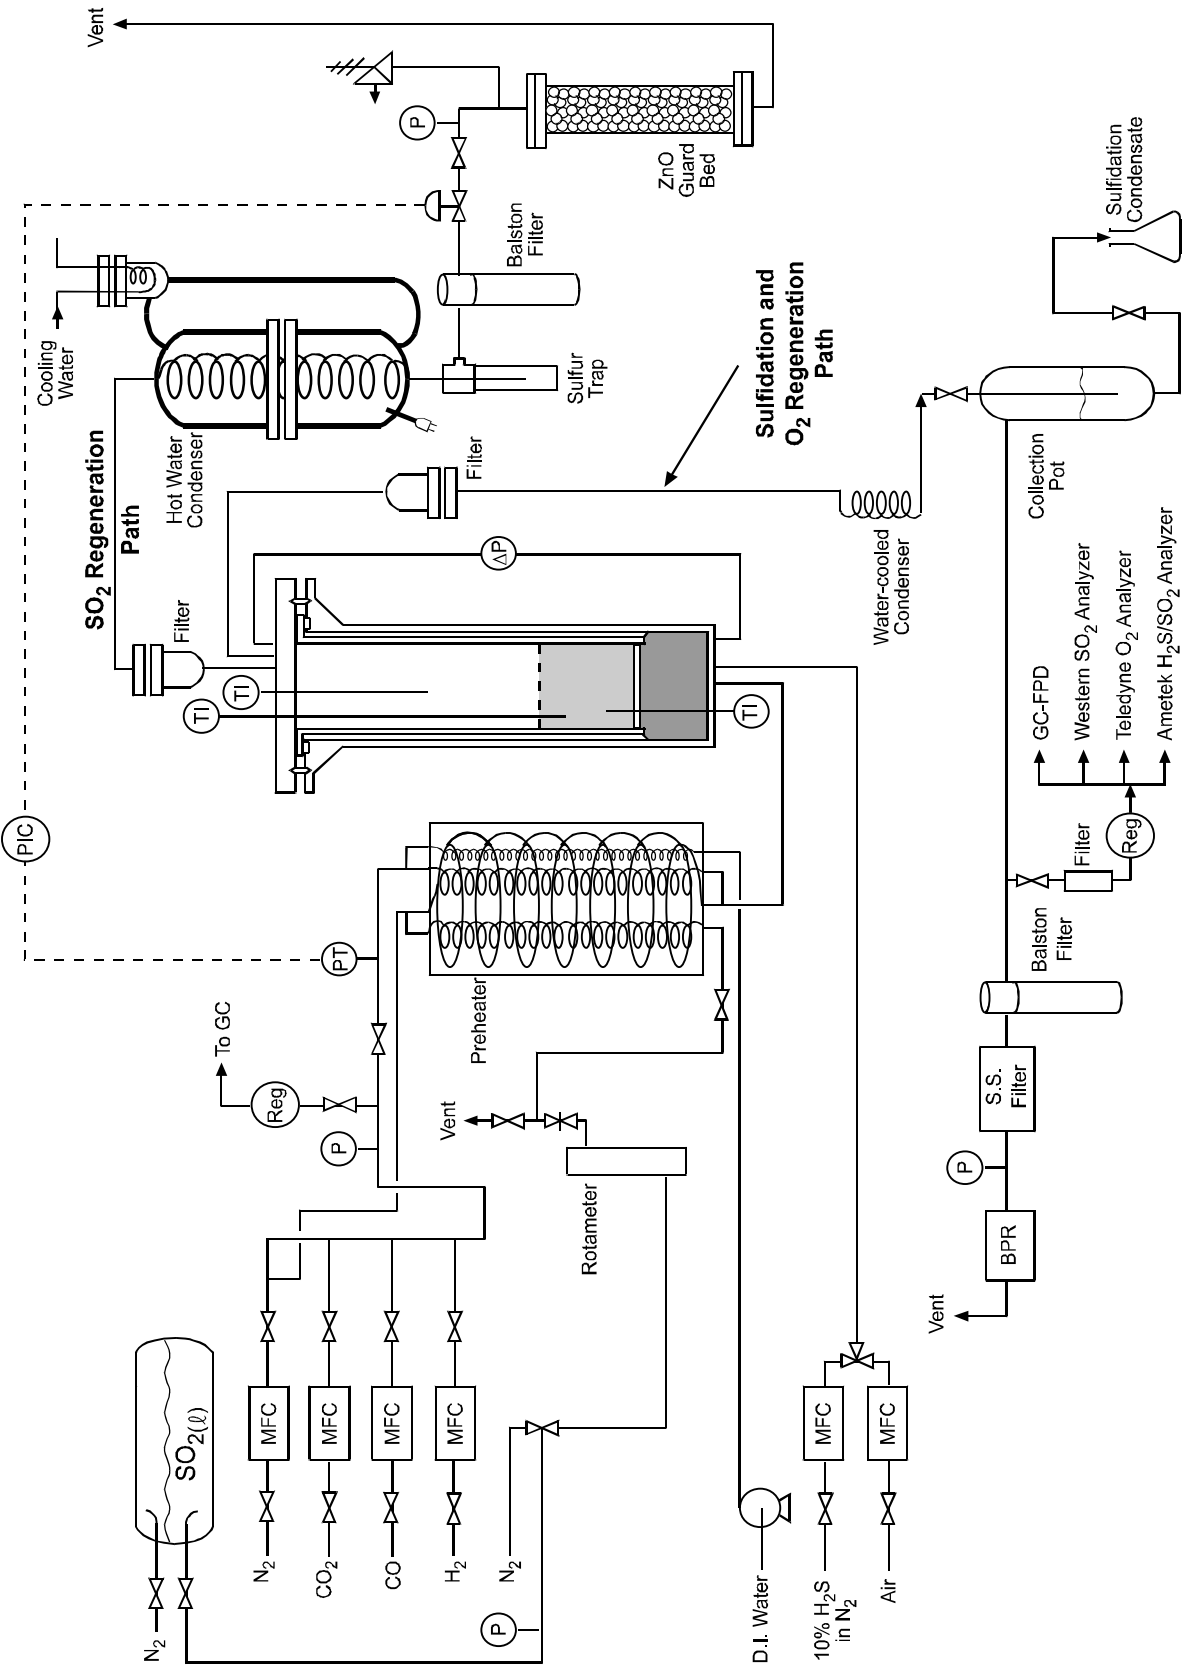 SO2(ℓ)
N2
N2
MFC
CO2
MFC
CO
MFC
H2
MFC
N2
P
To GC
Reg
P
PT
PIC
Vent
Rotameter
Preheater
D.I. Water
10% H2S
in N2
MFC
Air
MFC
TI
TI
TI
ΔP
Filter
SO2 Regeneration
Path
Cooling
Water
Hot Water
Condenser
Filter
Sulfur
Trap
Balston
Filter
P
Vent
ZnO
Guard
Bed
Sulfidation and
O2 Regeneration
Path
Water-cooled
Condenser
Collection
Pot
Sulfidation
Condensate
GC-FPD
Western SO2 Analyzer
Teledyne O2 Analyzer
Ametek H2S/SO2 Analyzer
Reg
Filter
Balston
Filter
S.S.
Filter
P
BPR
Vent